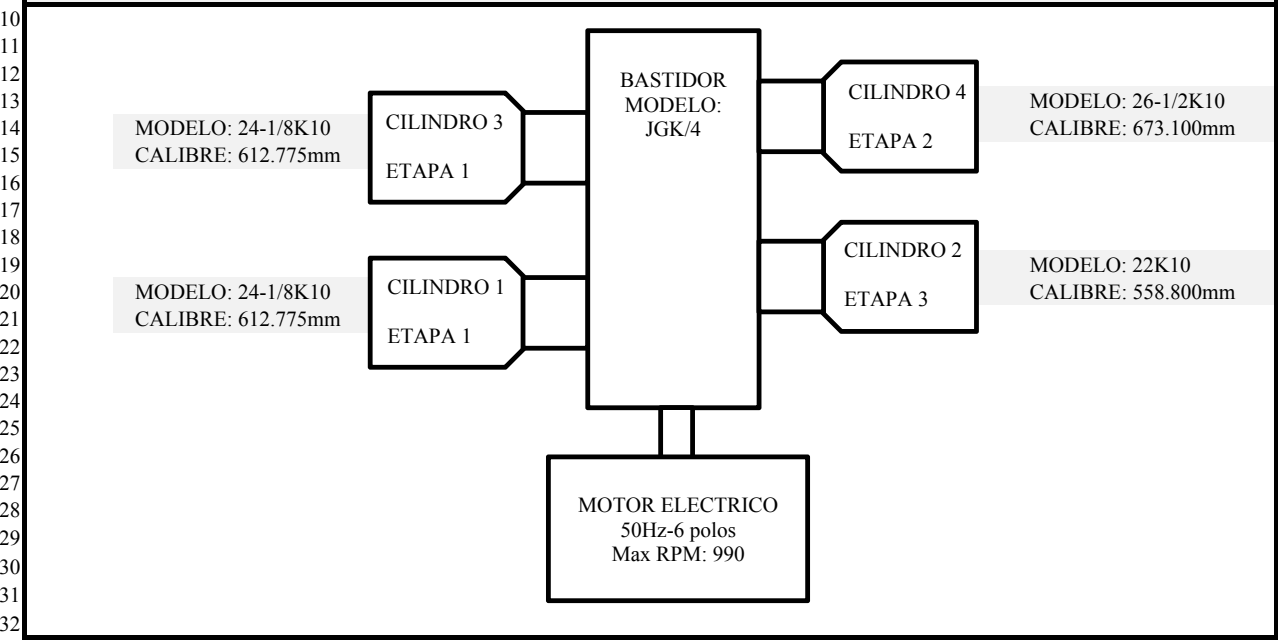 10
11
12
13
14
15
16
17
18
19
20
21
22
23
24
25
26
27
28
29
30
31
32
MODELO: 24-1/8K10
CALIBRE: 612.775mm
CILINDRO 3
ETAPA 1
MODELO: 24-1/8K10
CALIBRE: 612.775mm
CILINDRO 1
ETAPA 1
BASTIDOR
MODELO:
JGK/4
CILINDRO 4
ETAPA 2
MODELO: 26-1/2K10
CALIBRE: 673.100mm
CILINDRO 2
ETAPA 3
MODELO: 22K10
CALIBRE: 558.800mm
MOTOR ELECTRICO
50Hz-6 polos
Max RPM: 990